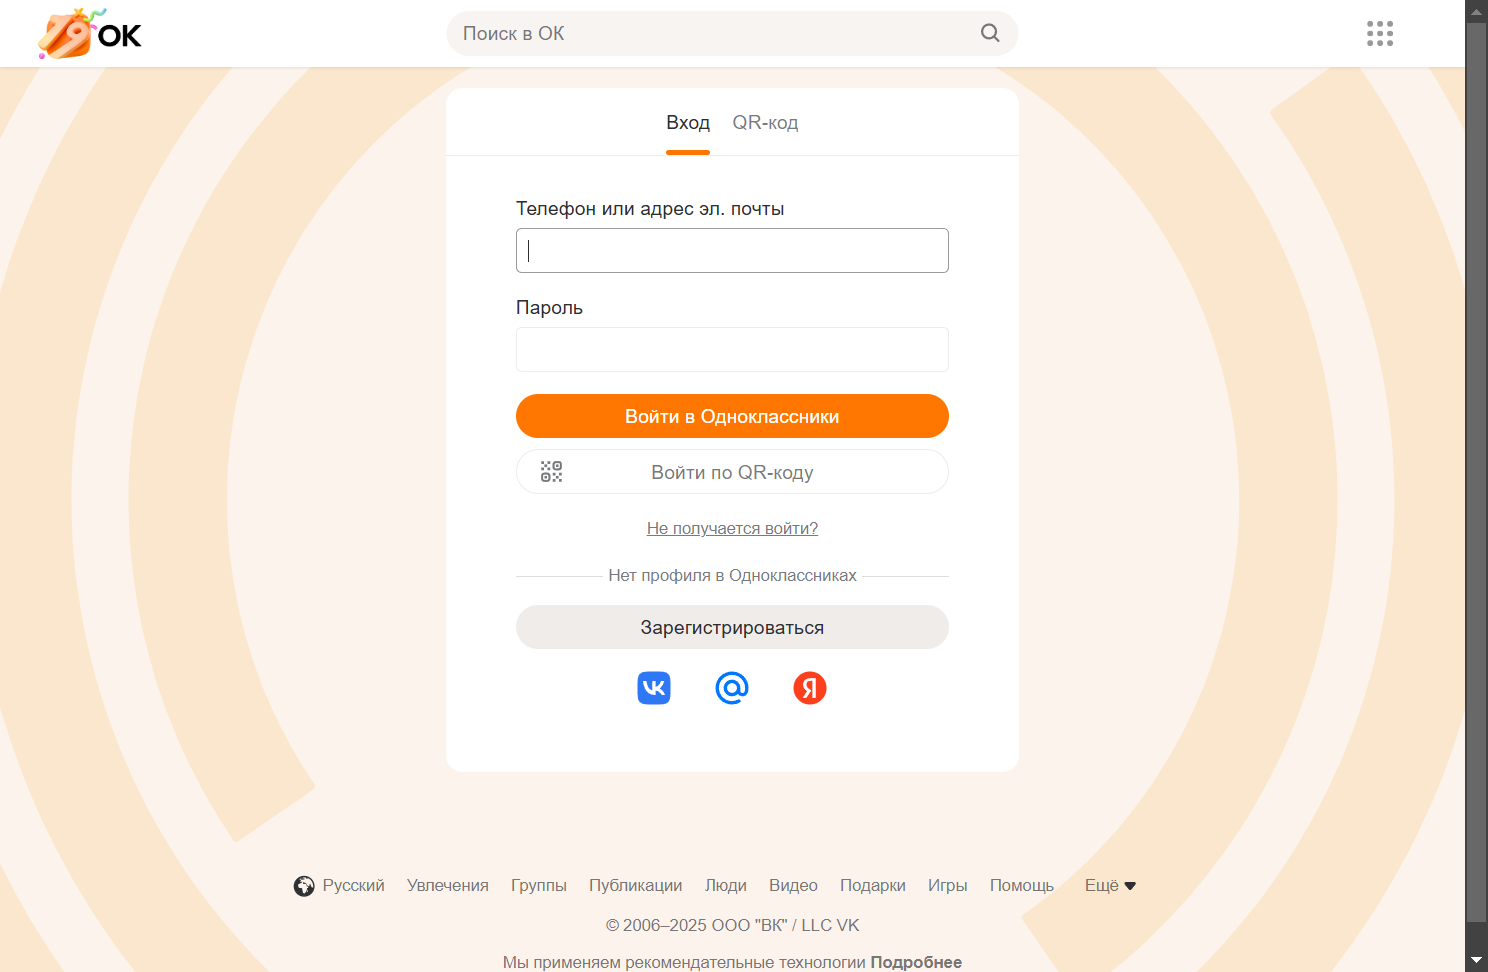 19 OK
Поиск в ОК
Вход QR-код
Телефон или адрес эл. почты
Пароль
Войти в Одноклассники
Войти по QR-коду
Не получается войти?
Нет профиля в Одноклассниках
Зарегистрироваться
Русский Увлечения Группы Публикации Люди Видео Подарки Игры Помощь Ещё
© 2006–2025 ООО "ВК" / LLC VK
Мы применяем рекомендательные технологии Подробнее